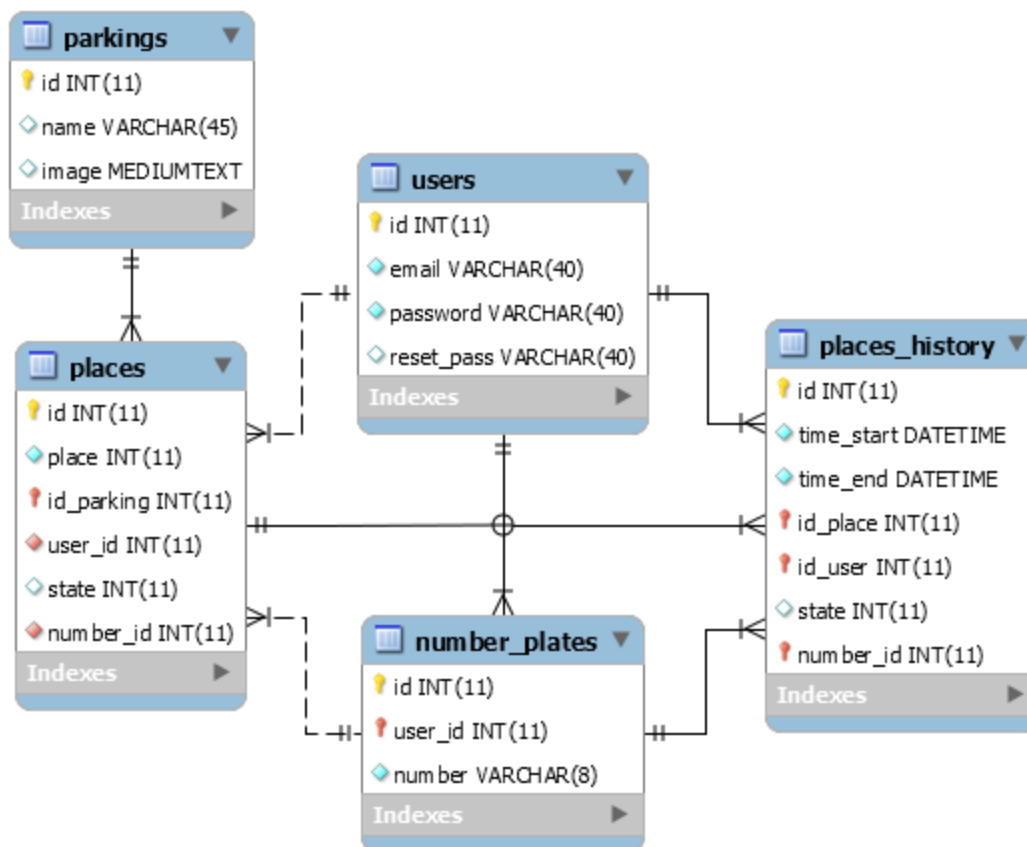 parkings
id INT(11)
name VARCHAR(45)
image MEDIUMTEXT
Indexes
users
id INT(11)
email VARCHAR(40)
password VARCHAR(40)
reset_pass VARCHAR(40)
Indexes
places
id INT(11)
place INT(11)
id_parking INT(11)
user_id INT(11)
state INT(11)
number_id INT(11)
Indexes
number_plates
id INT(11)
user_id INT(11)
number VARCHAR(8)
Indexes
places_history
id INT(11)
time_start DATETIME
time_end DATETIME
id_place INT(11)
id_user INT(11)
state INT(11)
number_id INT(11)
Indexes